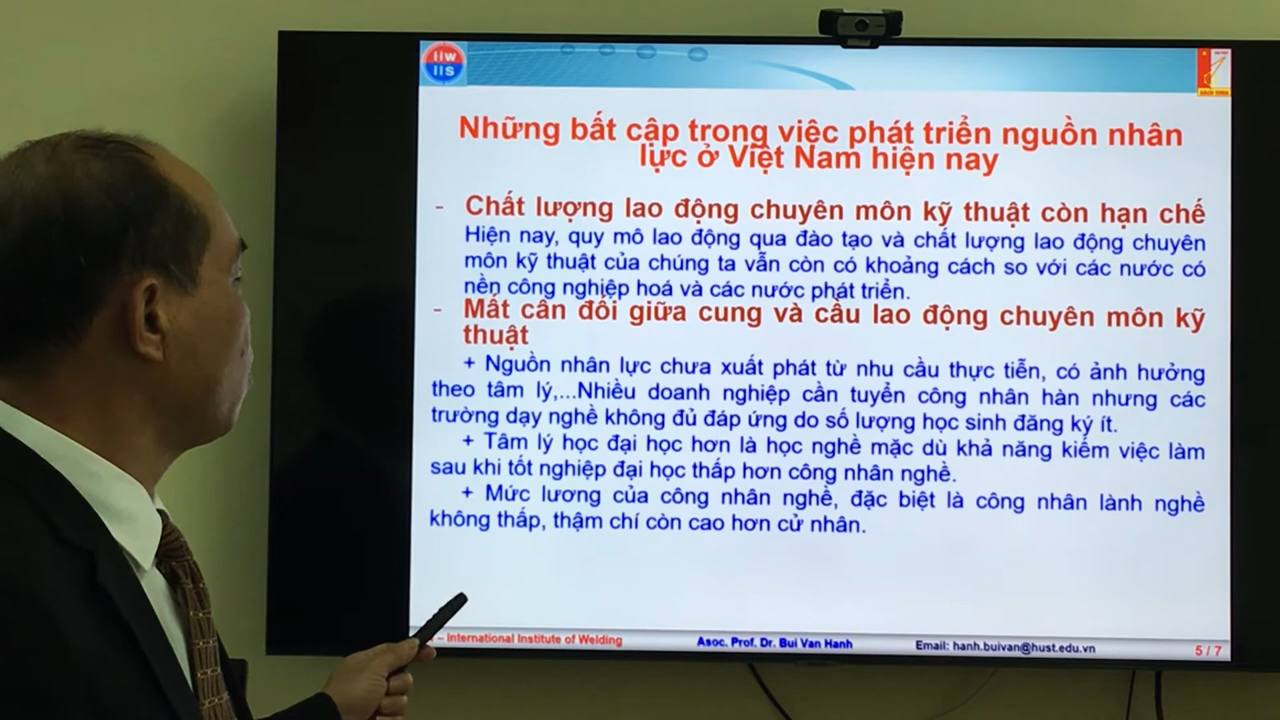 iiw
iis
BÁCH KHOA
Những bất cập trong việc phát triển nguồn nhân
lực ở Việt Nam hiện nay
- Chất lượng lao động chuyên môn kỹ thuật còn hạn chế
Hiện nay, quy mô lao động qua đào tạo và chất lượng lao động chuyên
môn kỹ thuật của chúng ta vẫn còn có khoảng cách so với các nước có
nền công nghiệp hoá và các nước phát triển.
- Mất cân đối giữa cung và cầu lao động chuyên môn kỹ
thuật
+ Nguồn nhân lực chưa xuất phát từ nhu cầu thực tiễn, có ảnh hưởng
theo tâm lý,...Nhiều doanh nghiệp cần tuyển công nhân hàn nhưng các
trường dạy nghề không đủ đáp ứng do số lượng học sinh đăng ký ít.
+ Tâm lý học đại học hơn là học nghề mặc dù khả năng kiếm việc làm
sau khi tốt nghiệp đại học thấp hơn công nhân nghề.
+ Mức lương của công nhân nghề, đặc biệt là công nhân lành nghề
không thấp, thậm chí còn cao hơn cử nhân.
– International Institute of Welding Asoc. Prof. Dr. Bui Van Hanh Email: hanh.buivan@hust.edu.vn 5 / 7